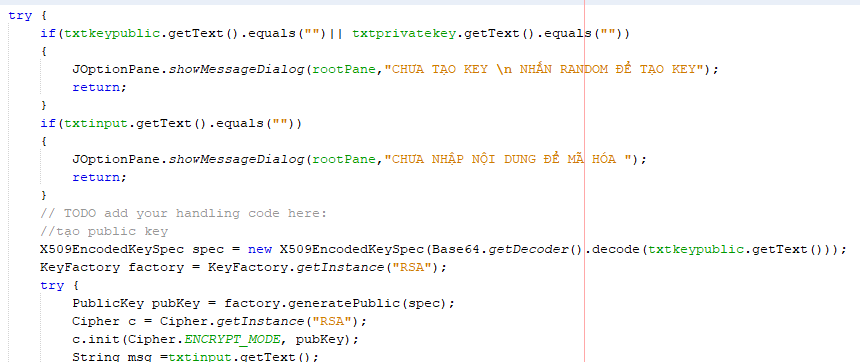 try {
if(txtkeypublic.getText().equals("")|| txtprivatekey.getText().equals(""))
{
JOptionPane.showMessageDialog(rootPane,"CHƯA TẠO KEY \n NHẤN RANDOM ĐỂ TẠO KEY");
return;
}
if(txtinput.getText().equals(""))
{
JOptionPane.showMessageDialog(rootPane,"CHƯA NHẬP NỘI DUNG ĐỂ MÃ HÓA ");
return;
}
// TODO add your handling code here:
//tạo public key
X509EncodedKeySpec spec = new X509EncodedKeySpec(Base64.getDecoder().decode(txtkeypublic.getText()));
KeyFactory factory = KeyFactory.getInstance("RSA");
try {
PublicKey pubKey = factory.generatePublic(spec);
Cipher c = Cipher.getInstance("RSA");
c.init(Cipher.ENCRYPT_MODE, pubKey);
String msg =txtinput.getText();